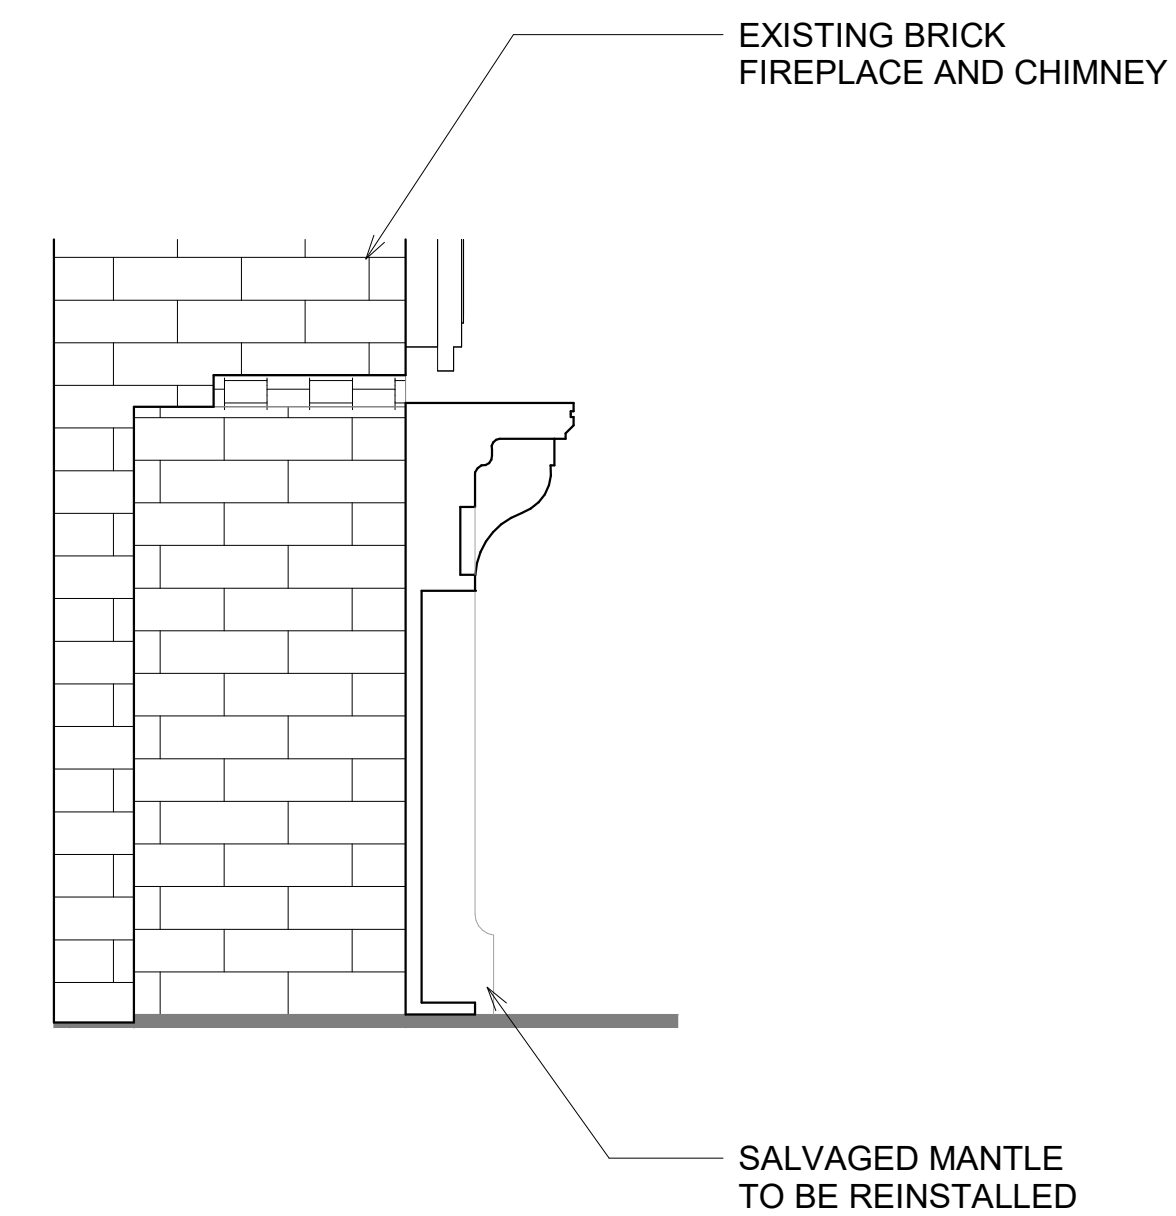 EXISTING BRICK
FIREPLACE AND CHIMNEY
SALVAGED MANTLE
TO BE REINSTALLED